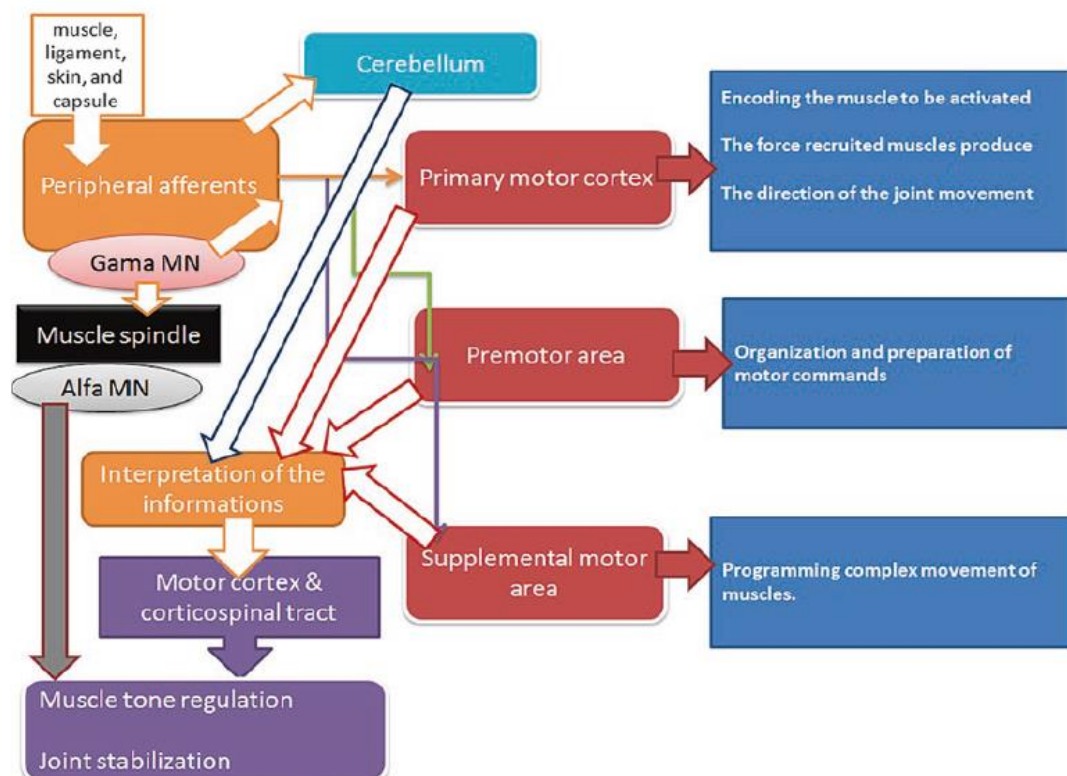 muscle,
ligament,
skin, and
capsule
Cerebellum
Peripheral afferents
Primary motor cortex
Encoding the muscle to be activated
The force recruited muscles produce
The direction of the joint movement
Gama MN
Muscle spindle
Alfa MN
Premotor area
Organization and preparation of
motor commands
Interpretation of the
informations
Supplemental motor
area
Programming complex movement of
muscles.
Motor cortex &
corticospinal tract
Muscle tone regulation
Joint stabilization